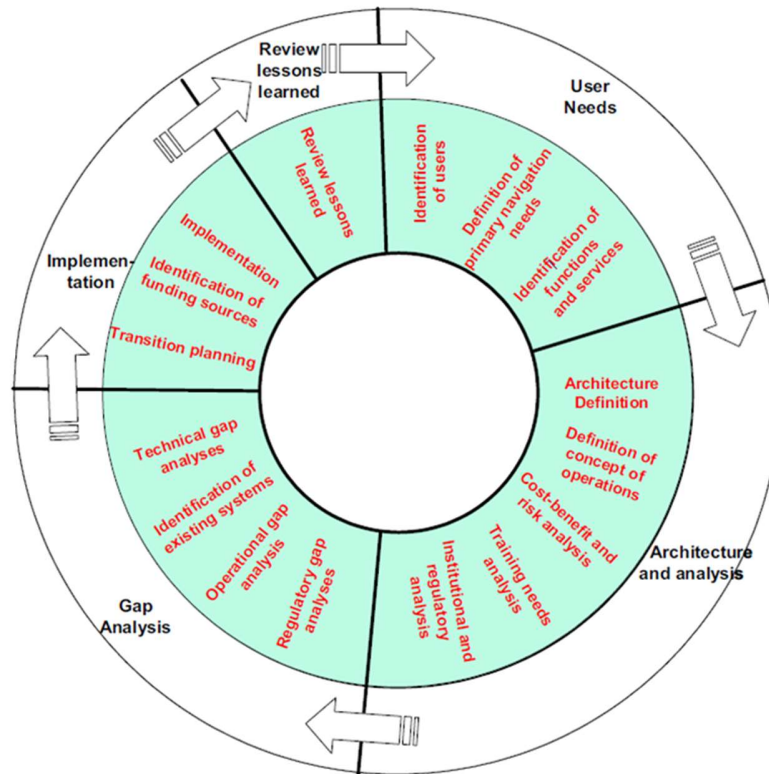 Review
lessons
learned
User
Needs
Architecture
and analysis
Gap
Analysis
Implemen-
tation
Review lessons
learned
Identification
of users
Definition of
primary navigation
needs
Identification of
functions
and services
Architecture
Definition
Definition of
concept of
operations
Cost-benefit and
risk analysis
Training needs
analysis
Institutional and
regulatory
analysis
Regulatory gap
analyses
Operational gap
analysis
Identification of
existing systems
Technical gap
analyses
Transition planning
Identification of
funding sources
Implementation